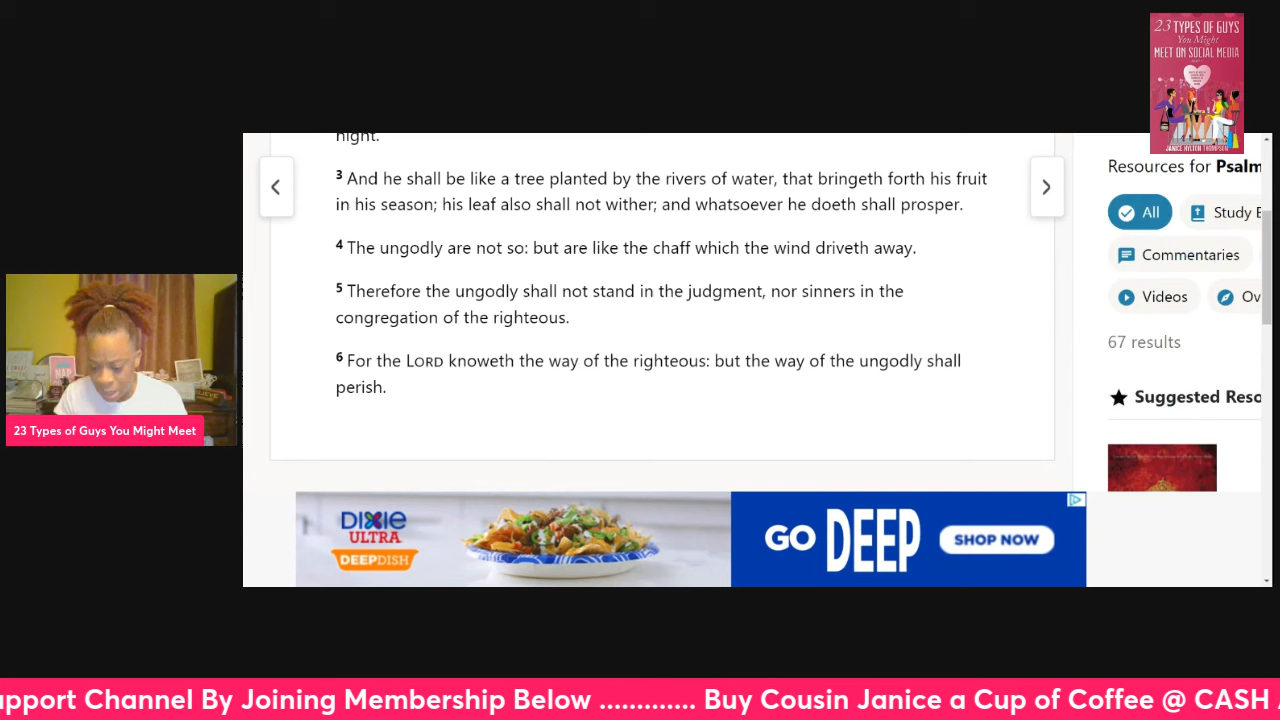 23 TYPES OF GUYS
You Might
MEET ON SOCIAL MEDIA
JANICE HYLTON THOMPSON
night.
3 And he shall be like a tree planted by the rivers of water, that bringeth forth his fruit
in his season; his leaf also shall not wither; and whatsoever he doeth shall prosper.
4 The ungodly are not so: but are like the chaff which the wind driveth away.
5 Therefore the ungodly shall not stand in the judgment, nor sinners in the
congregation of the righteous.
6 For the LORD knoweth the way of the righteous: but the way of the ungodly shall
perish.
Resources for Psalm
All
Study
Commentaries
Videos
67 results
Suggested
23 Types of Guys You Might Meet
DIXIE
ULTRA
DEEPDISH
GO DEEP
SHOP NOW
Channel By Joining Membership Below ............. Buy Cousin Janice a Cup of Coffee @ CASH